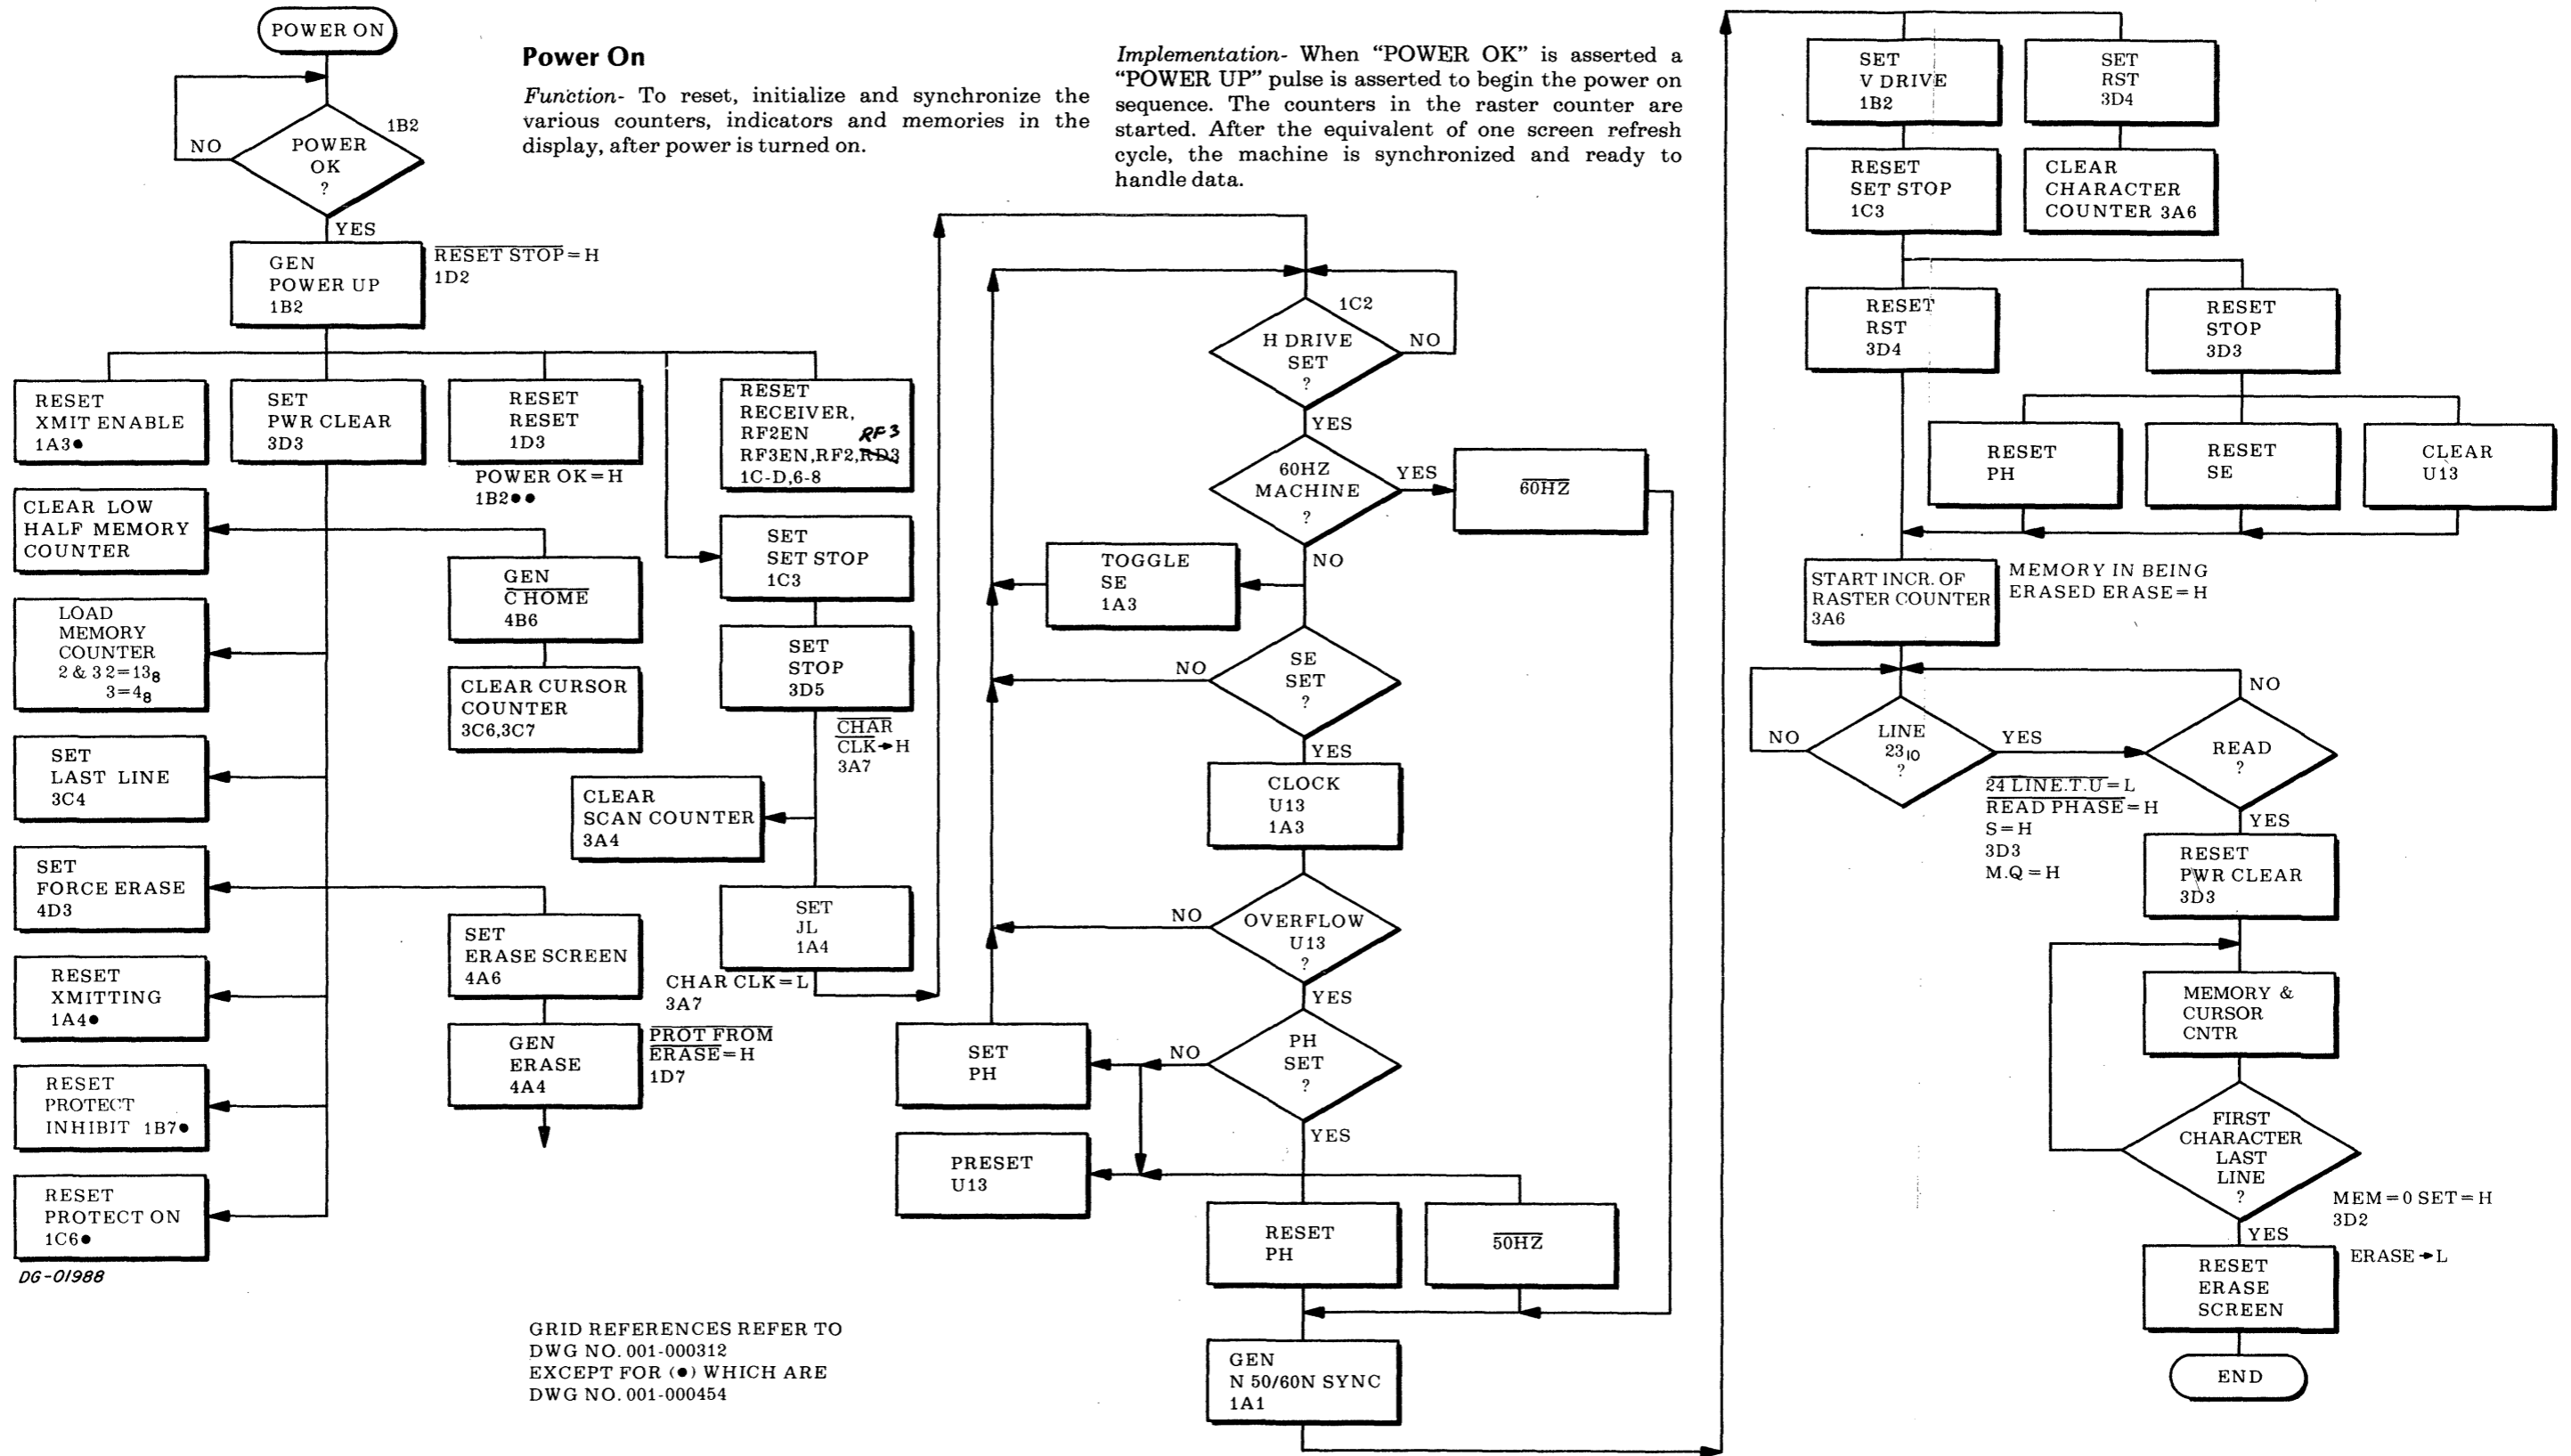 POWER ON
POWER
OK
?
1B2
NO
YES
GEN
POWER UP
1B2
RESET STOP = H
1D2
Power On
Function- To reset, initialize and synchronize the
various counters, indicators and memories in the
display, after power is turned on.
Implementation- When “POWER OK” is asserted a
“POWER UP” pulse is asserted to begin the power on
sequence. The counters in the raster counter are
started. After the equivalent of one screen refresh
cycle, the machine is synchronized and ready to
handle data.
RESET
XMIT ENABLE
1A3●
SET
PWR CLEAR
3D3
RESET
RESET
1D3
POWER OK = H
1B2●●
RESET
RECEIVER,
RF2EN
RF3
RF3EN,RF2,RD3
1C-D,6-8
CLEAR LOW
HALF MEMORY
COUNTER
LOAD
MEMORY
COUNTER
2 & 3 2=13₈
3=4₈
SET
LAST LINE
3C4
SET
FORCE ERASE
4D3
RESET
XMITTING
1A4●
RESET
PROTECT
INHIBIT 1B7●
RESET
PROTECT ON
1C6●
DG-01988
GEN
C HOME
4B6
CLEAR CURSOR
COUNTER
3C6,3C7
SET
ERASE SCREEN
4A6
GEN
ERASE
4A4
PROT FROM
ERASE = H
1D7
SET
SET STOP
1C3
SET
STOP
3D5
CHAR
CLK→H
3A7
CLEAR
SCAN COUNTER
3A4
SET
JL
1A4
CHAR CLK = L
3A7
GRID REFERENCES REFER TO
DWG NO. 001-000312
EXCEPT FOR (●) WHICH ARE
DWG NO. 001-000454
1C2
H DRIVE
SET
?
NO
YES
60HZ
MACHINE
?
YES
60HZ
NO
TOGGLE
SE
1A3
SE
SET
?
NO
YES
CLOCK
U13
1A3
OVERFLOW
U13
?
NO
YES
PH
SET
?
NO
SET
PH
YES
PRESET
U13
RESET
PH
50HZ
GEN
N 50/60N SYNC
1A1
SET
V DRIVE
1B2
SET
RST
3D4
RESET
SET STOP
1C3
CLEAR
CHARACTER
COUNTER 3A6
RESET
RST
3D4
RESET
STOP
3D3
RESET
PH
RESET
SE
CLEAR
U13
START INCR. OF
RASTER COUNTER
3A6
MEMORY IN BEING
ERASED ERASE = H
LINE
23₁₀
?
NO
YES
24 LINE.T.U = L
READ PHASE = H
S = H
3D3
M.Q = H
READ
?
NO
YES
RESET
PWR CLEAR
3D3
MEMORY &
CURSOR
CNTR
FIRST
CHARACTER
LAST
LINE
?
MEM = 0 SET = H
3D2
YES
ERASE→L
RESET
ERASE
SCREEN
END